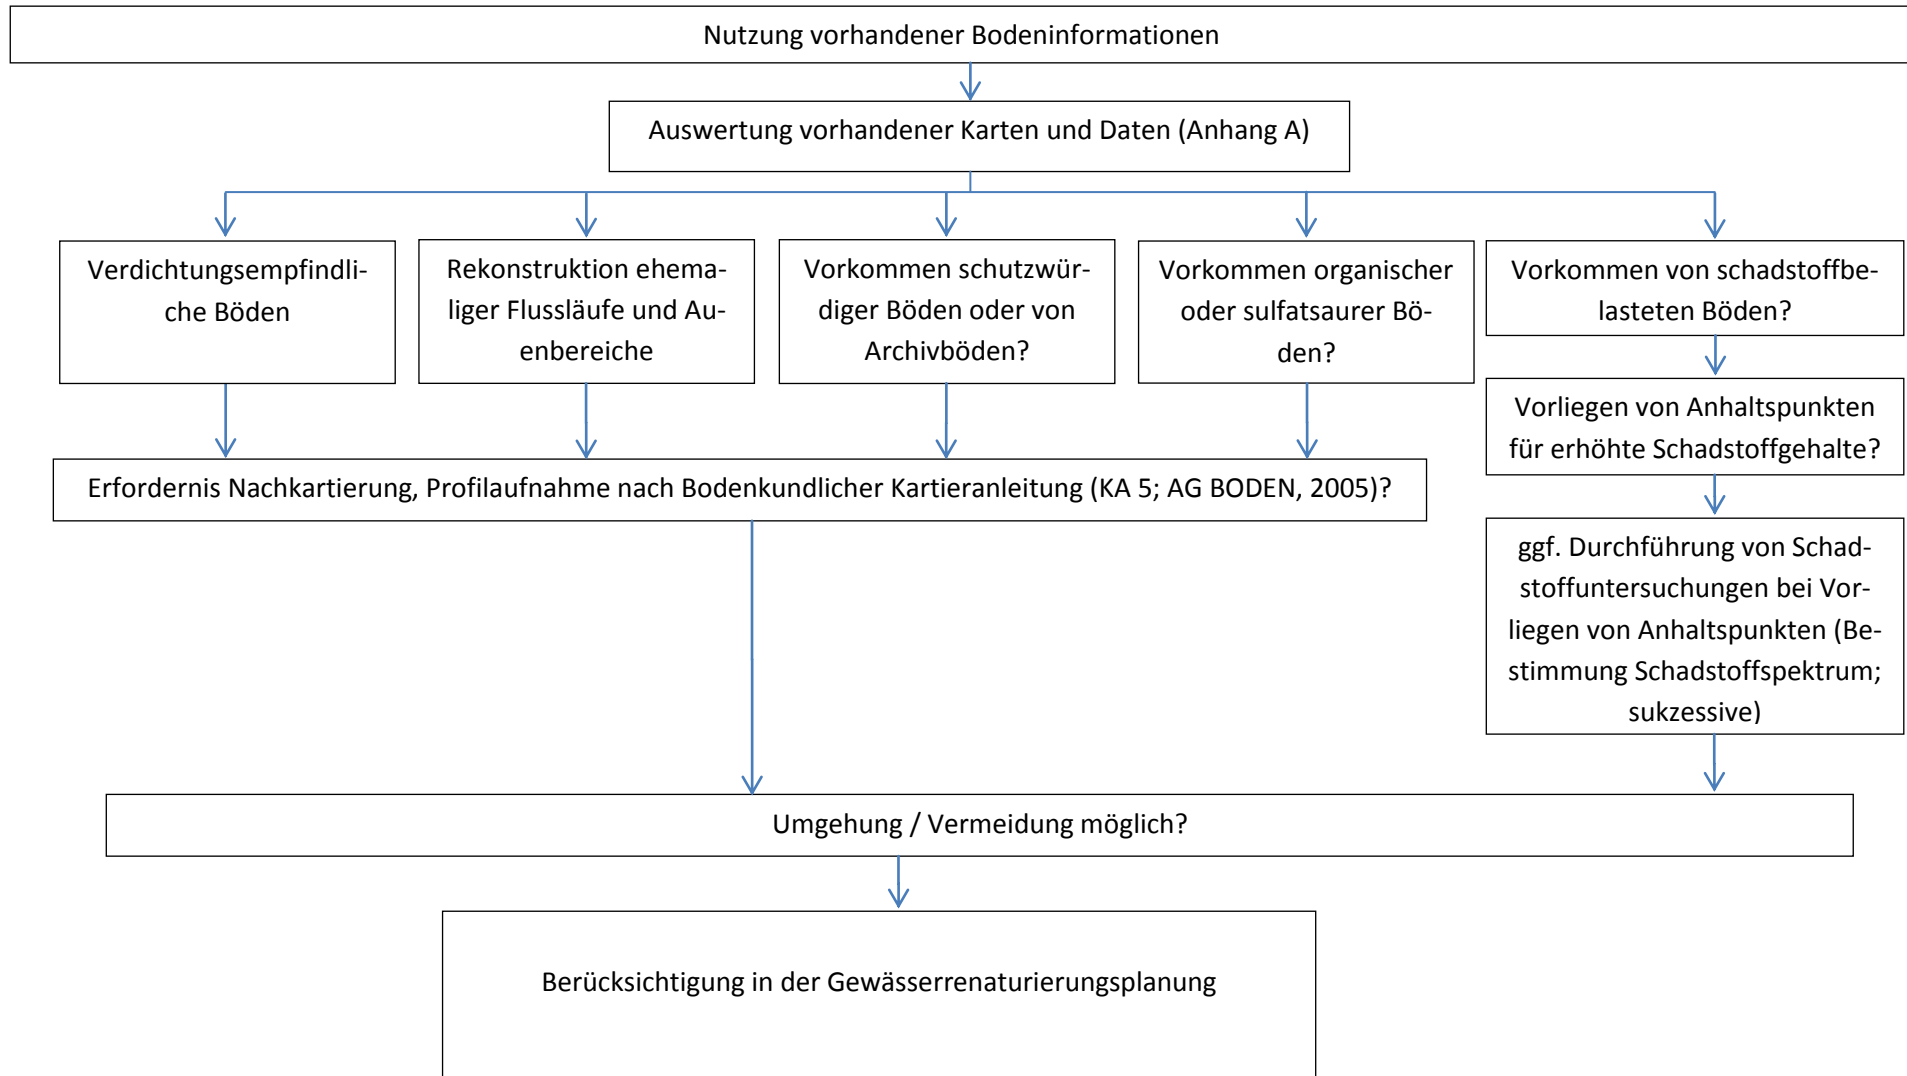 Nutzung vorhandener Bodeninformationen
Auswertung vorhandener Karten und Daten (Anhang A)
Verdichtungsempfindli-
che Böden
Rekonstruktion ehema-
liger Flussläufe und Au-
enbereiche
Vorkommen schutzwür-
diger Böden oder von
Archivböden?
Vorkommen organischer
oder sulfatsaurer Bö-
den?
Vorkommen von schadstoffbe-
lasteten Böden?
Vorliegen von Anhaltspunkten
für erhöhte Schadstoffgehalte?
Erfordernis Nachkartierung, Profilaufnahme nach Bodenkundlicher Kartieranleitung (KA 5; AG BODEN, 2005)?
ggf. Durchführung von Schad-
stoffuntersuchungen bei Vor-
liegen von Anhaltspunkten (Be-
stimmung Schadstoffspektrum;
sukzessive)
Umgehung / Vermeidung möglich?
Berücksichtigung in der Gewässerrenaturierungsplanung